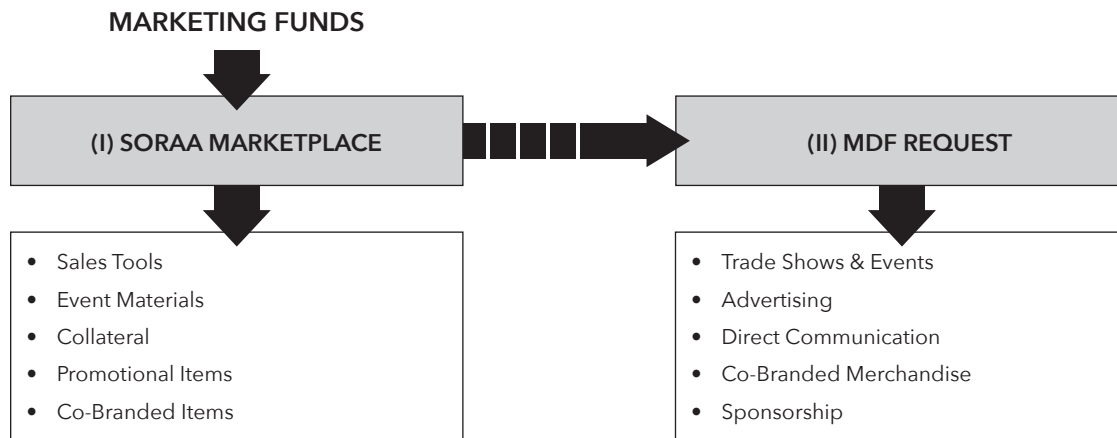 MARKETING FUNDS
(I) SORAA MARKETPLACE
(II) MDF REQUEST
• Sales Tools
• Event Materials
• Collateral
• Promotional Items
• Co-Branded Items
• Trade Shows & Events
• Advertising
• Direct Communication
• Co-Branded Merchandise
• Sponsorship